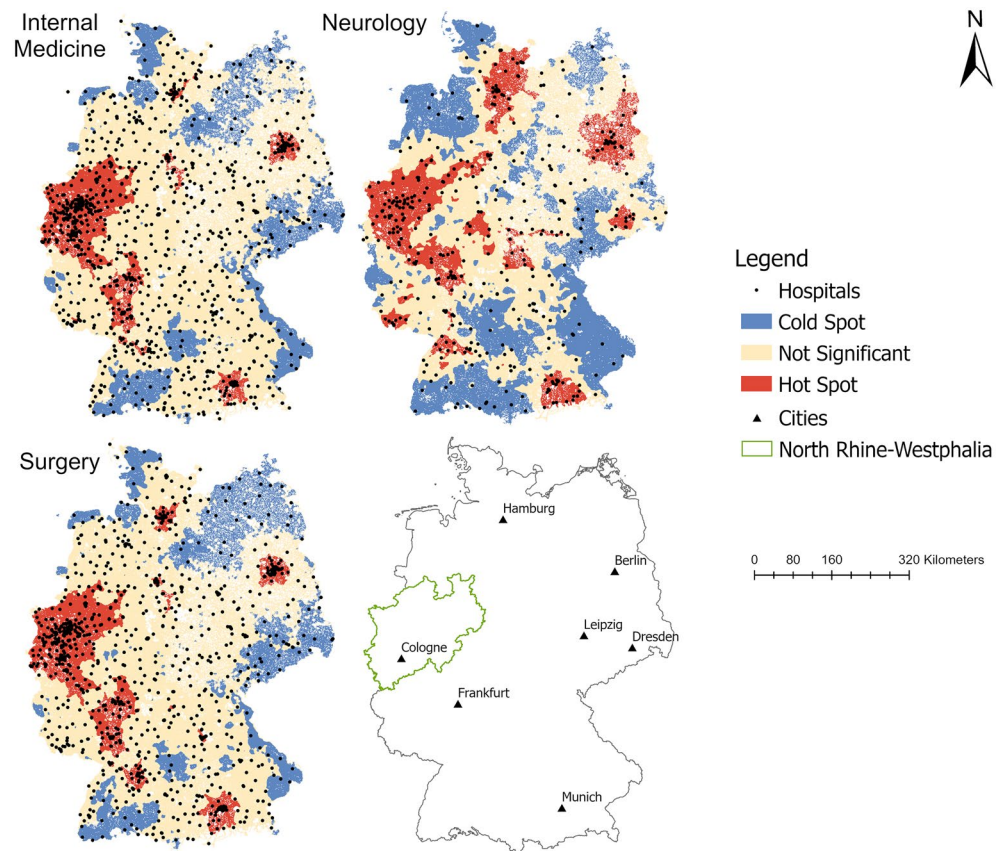 Internal
Medicine
Neurology
N
Legend
Hospitals
Cold Spot
Not Significant
Hot Spot
Cities
North Rhine-Westphalia
Surgery
0 80 160 320 Kilometers
Hamburg
Berlin
Leipzig
Dresden
Cologne
Frankfurt
Munich